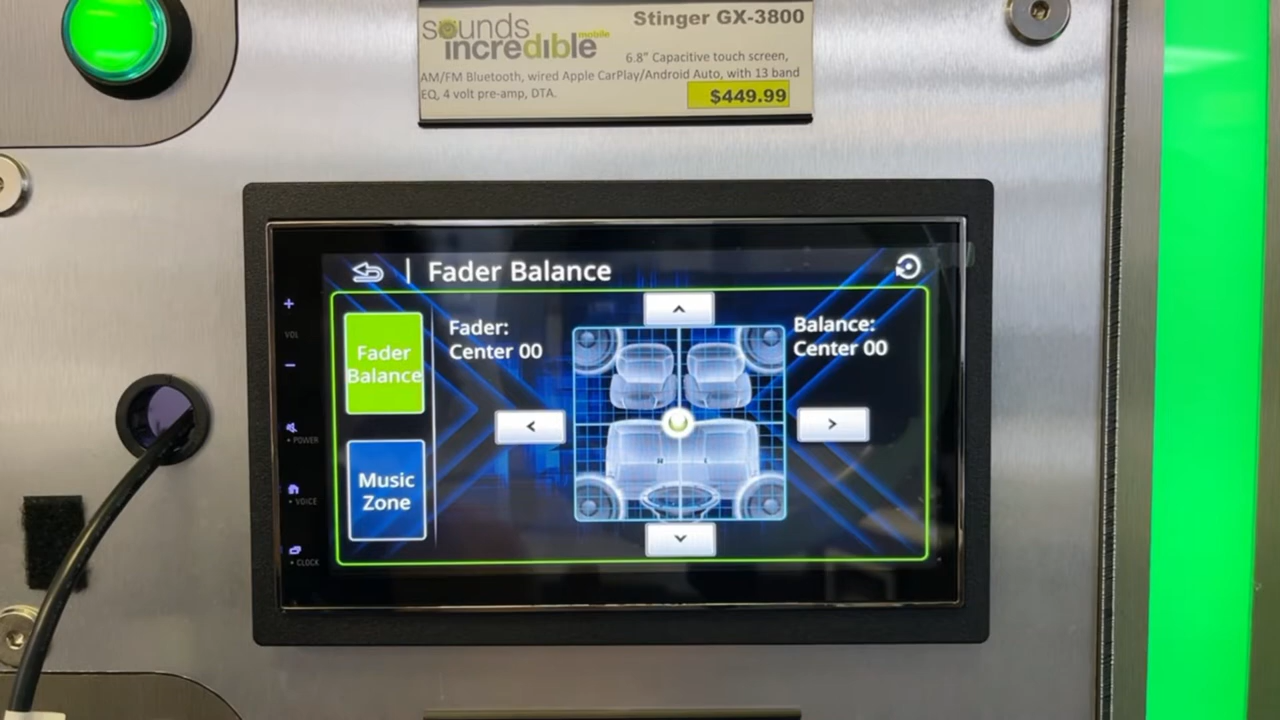 sounds
mobile
incredible
Stinger GX-3800
6.8" Capacitive touch screen,
AM/FM Bluetooth, wired Apple CarPlay/Android Auto, with 13 band
EQ, 4 volt pre-amp, DTA.
$449.99
Fader Balance
+
VOL
−
• POWER
• VOICE
• CLOCK
Fader
Balance
Music
Zone
Fader:
Center 00
Balance:
Center 00